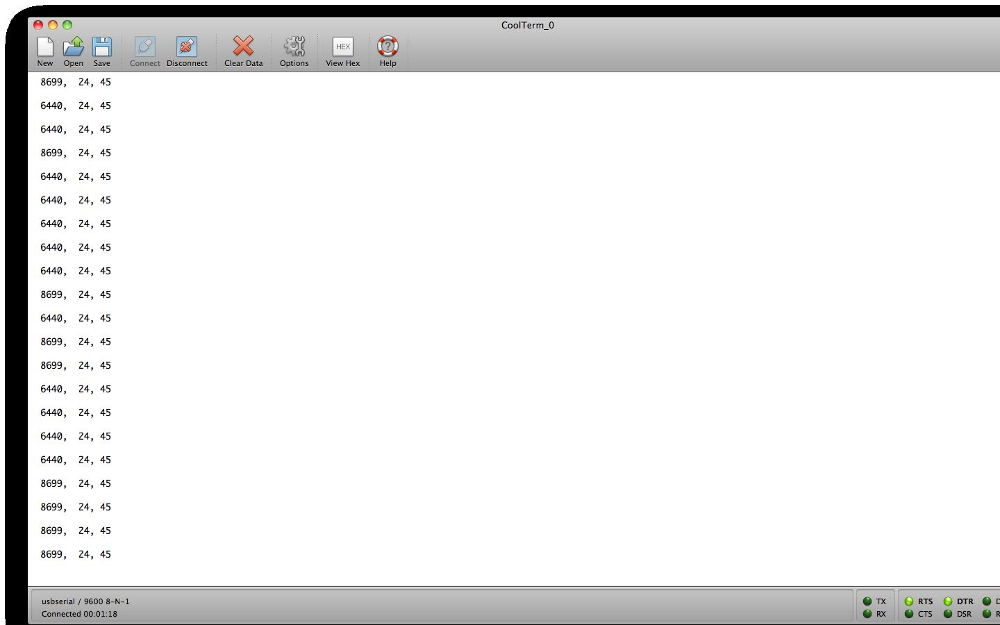 CoolTerm_0
New Open Save Connect Disconnect Clear Data Options HEX View Hex ? Help
8699,  24, 45
6440,  24, 45
6440,  24, 45
8699,  24, 45
6440,  24, 45
6440,  24, 45
6440,  24, 45
6440,  24, 45
6440,  24, 45
8699,  24, 45
6440,  24, 45
8699,  24, 45
8699,  24, 45
6440,  24, 45
6440,  24, 45
6440,  24, 45
6440,  24, 45
8699,  24, 45
8699,  24, 45
8699,  24, 45
8699,  24, 45
usbserial / 9600 8-N-1 TX RTS DTR
Connected 00:01:18 RX CTS DSR